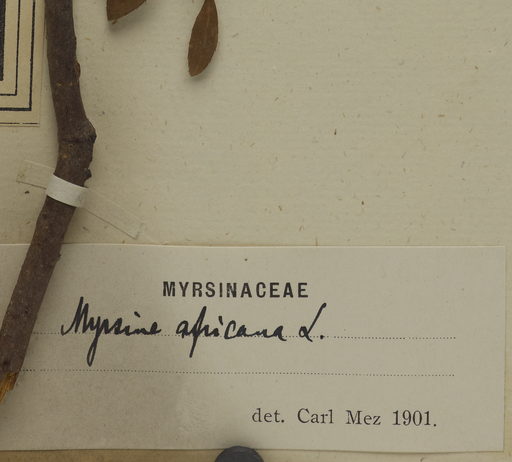 MYRSINACEAE
Myrsine africana L.
det. Carl Mez 1901.